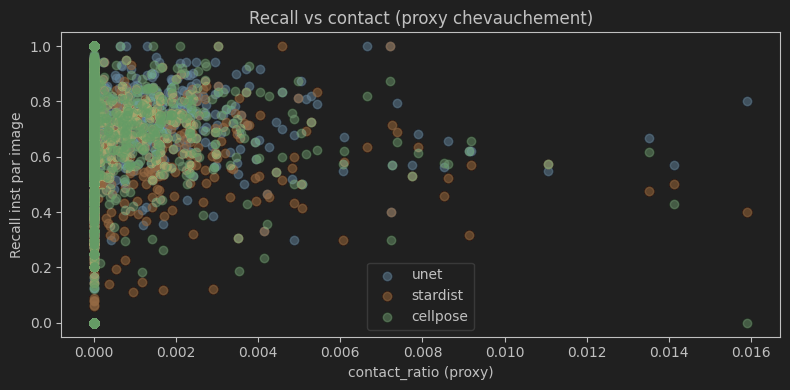 Recall vs contact (proxy chevauchement)
Recall inst par image
1.0
0.8
0.6
0.4
0.2
0.0
unet
stardist
cellpose
0.000 0.002 0.004 0.006 0.008 0.010 0.012 0.014 0.016
contact_ratio (proxy)